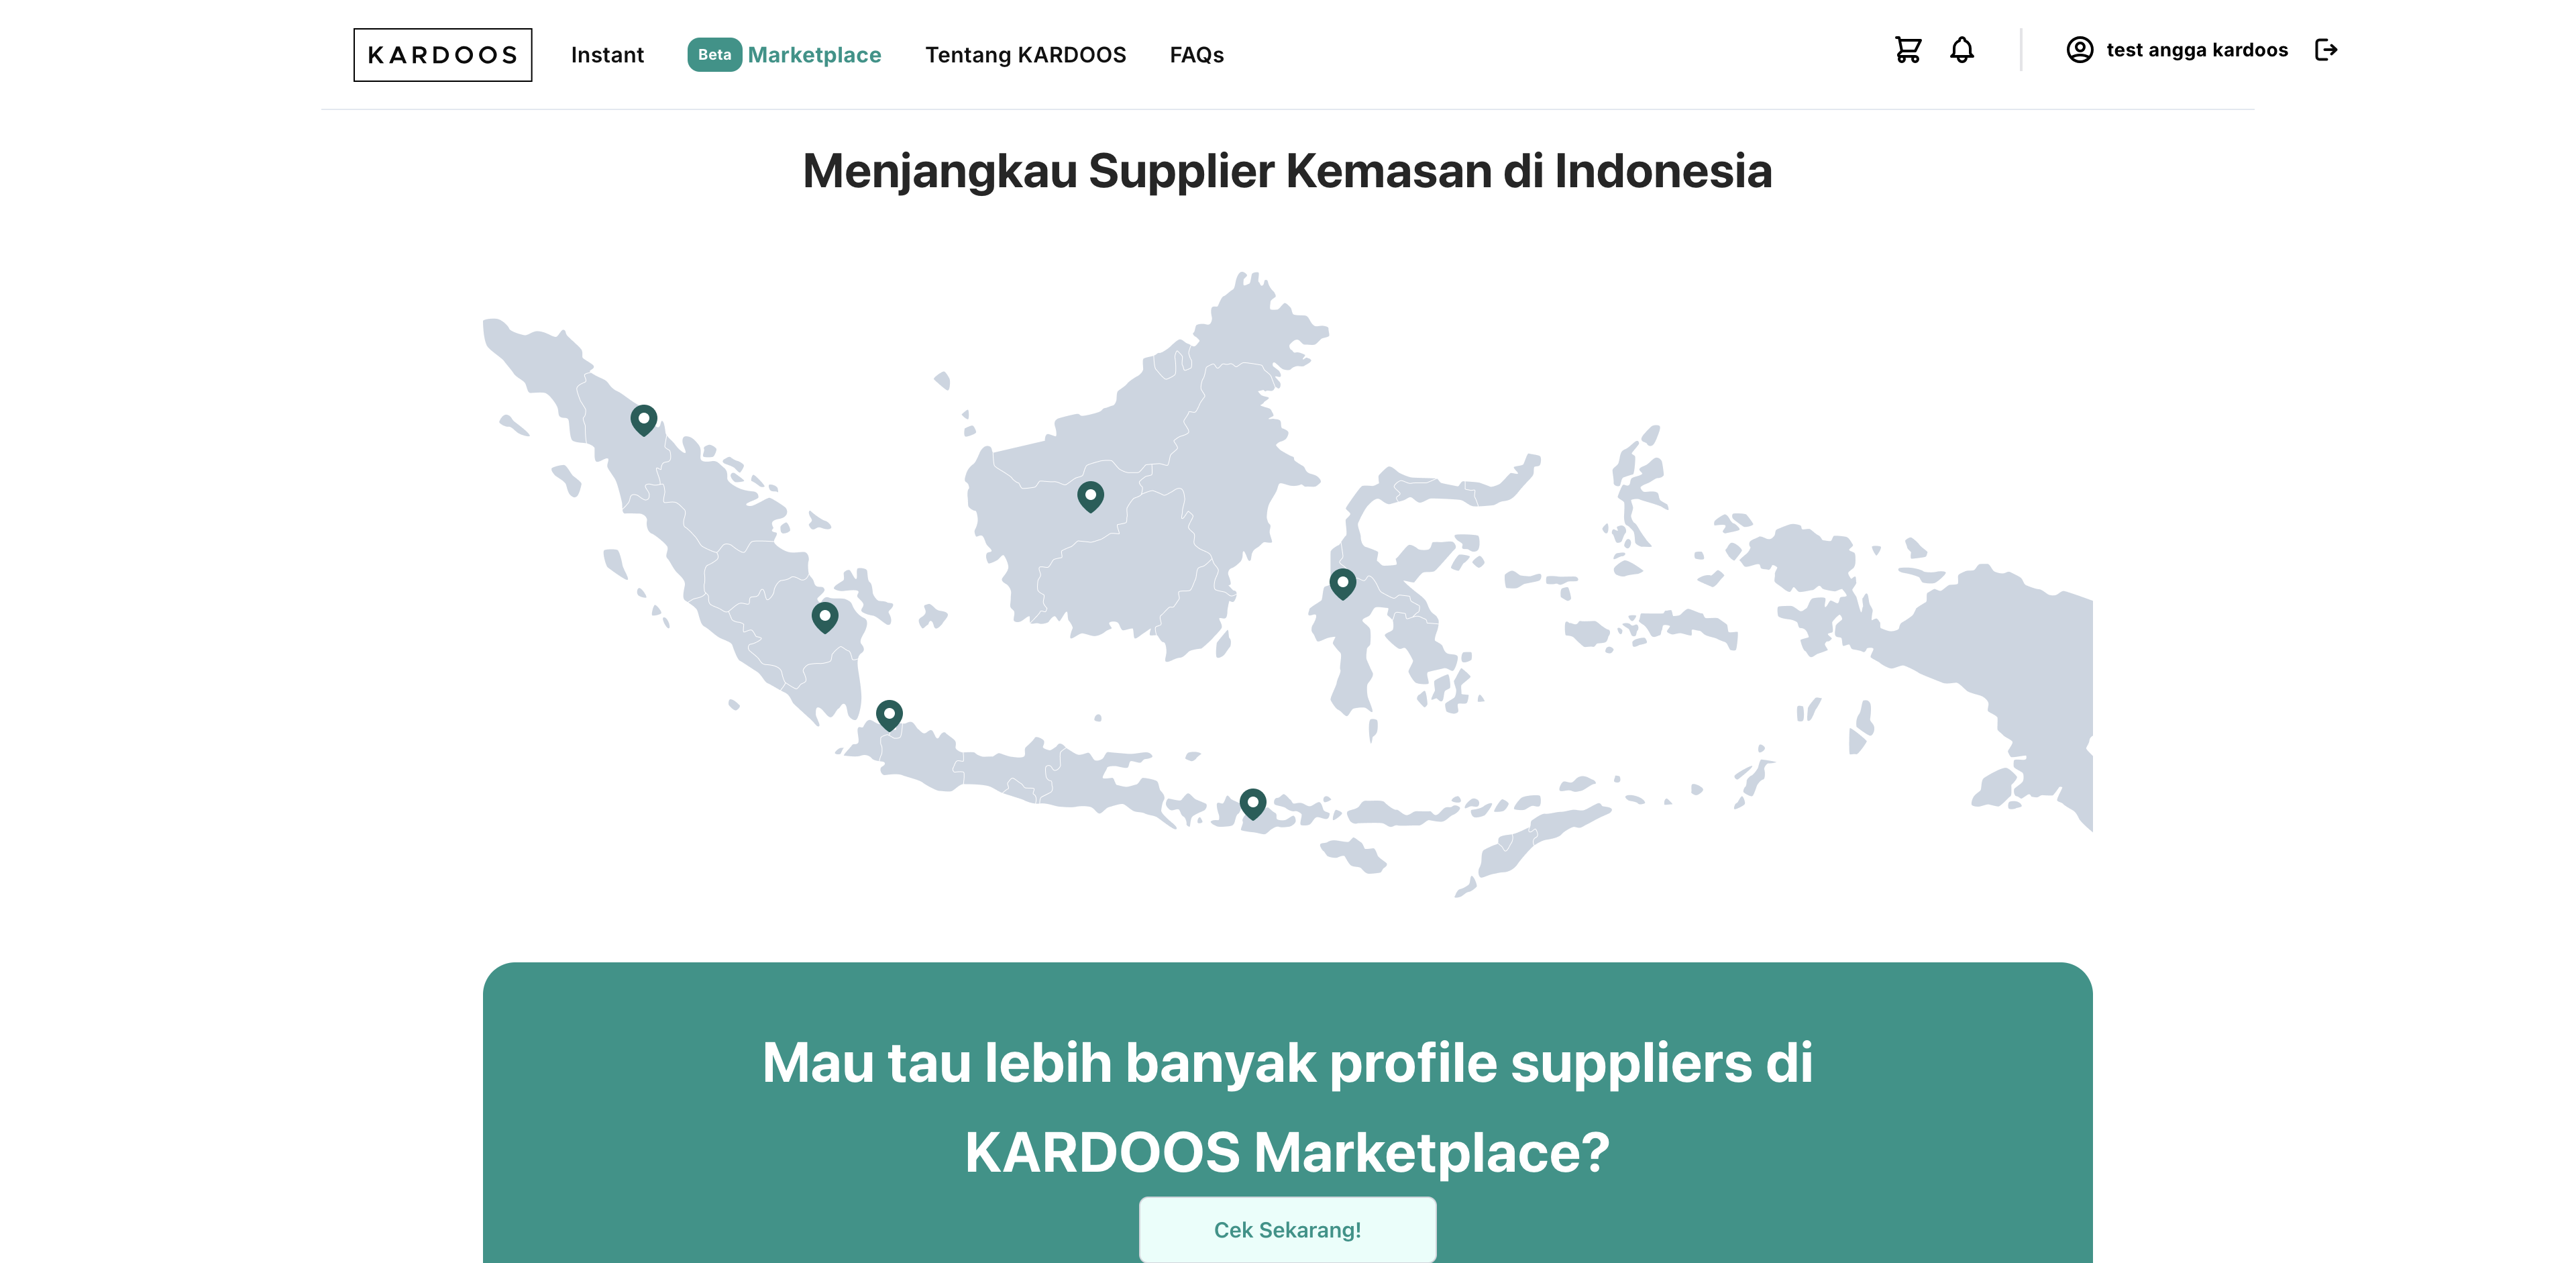 KARDOOS
Instant
Beta Marketplace
Tentang KARDOOS
FAQs
test angga kardoos
Menjangkau Supplier Kemasan di Indonesia
Mau tau lebih banyak profile suppliers di
KARDOOS Marketplace?
Cek Sekarang!